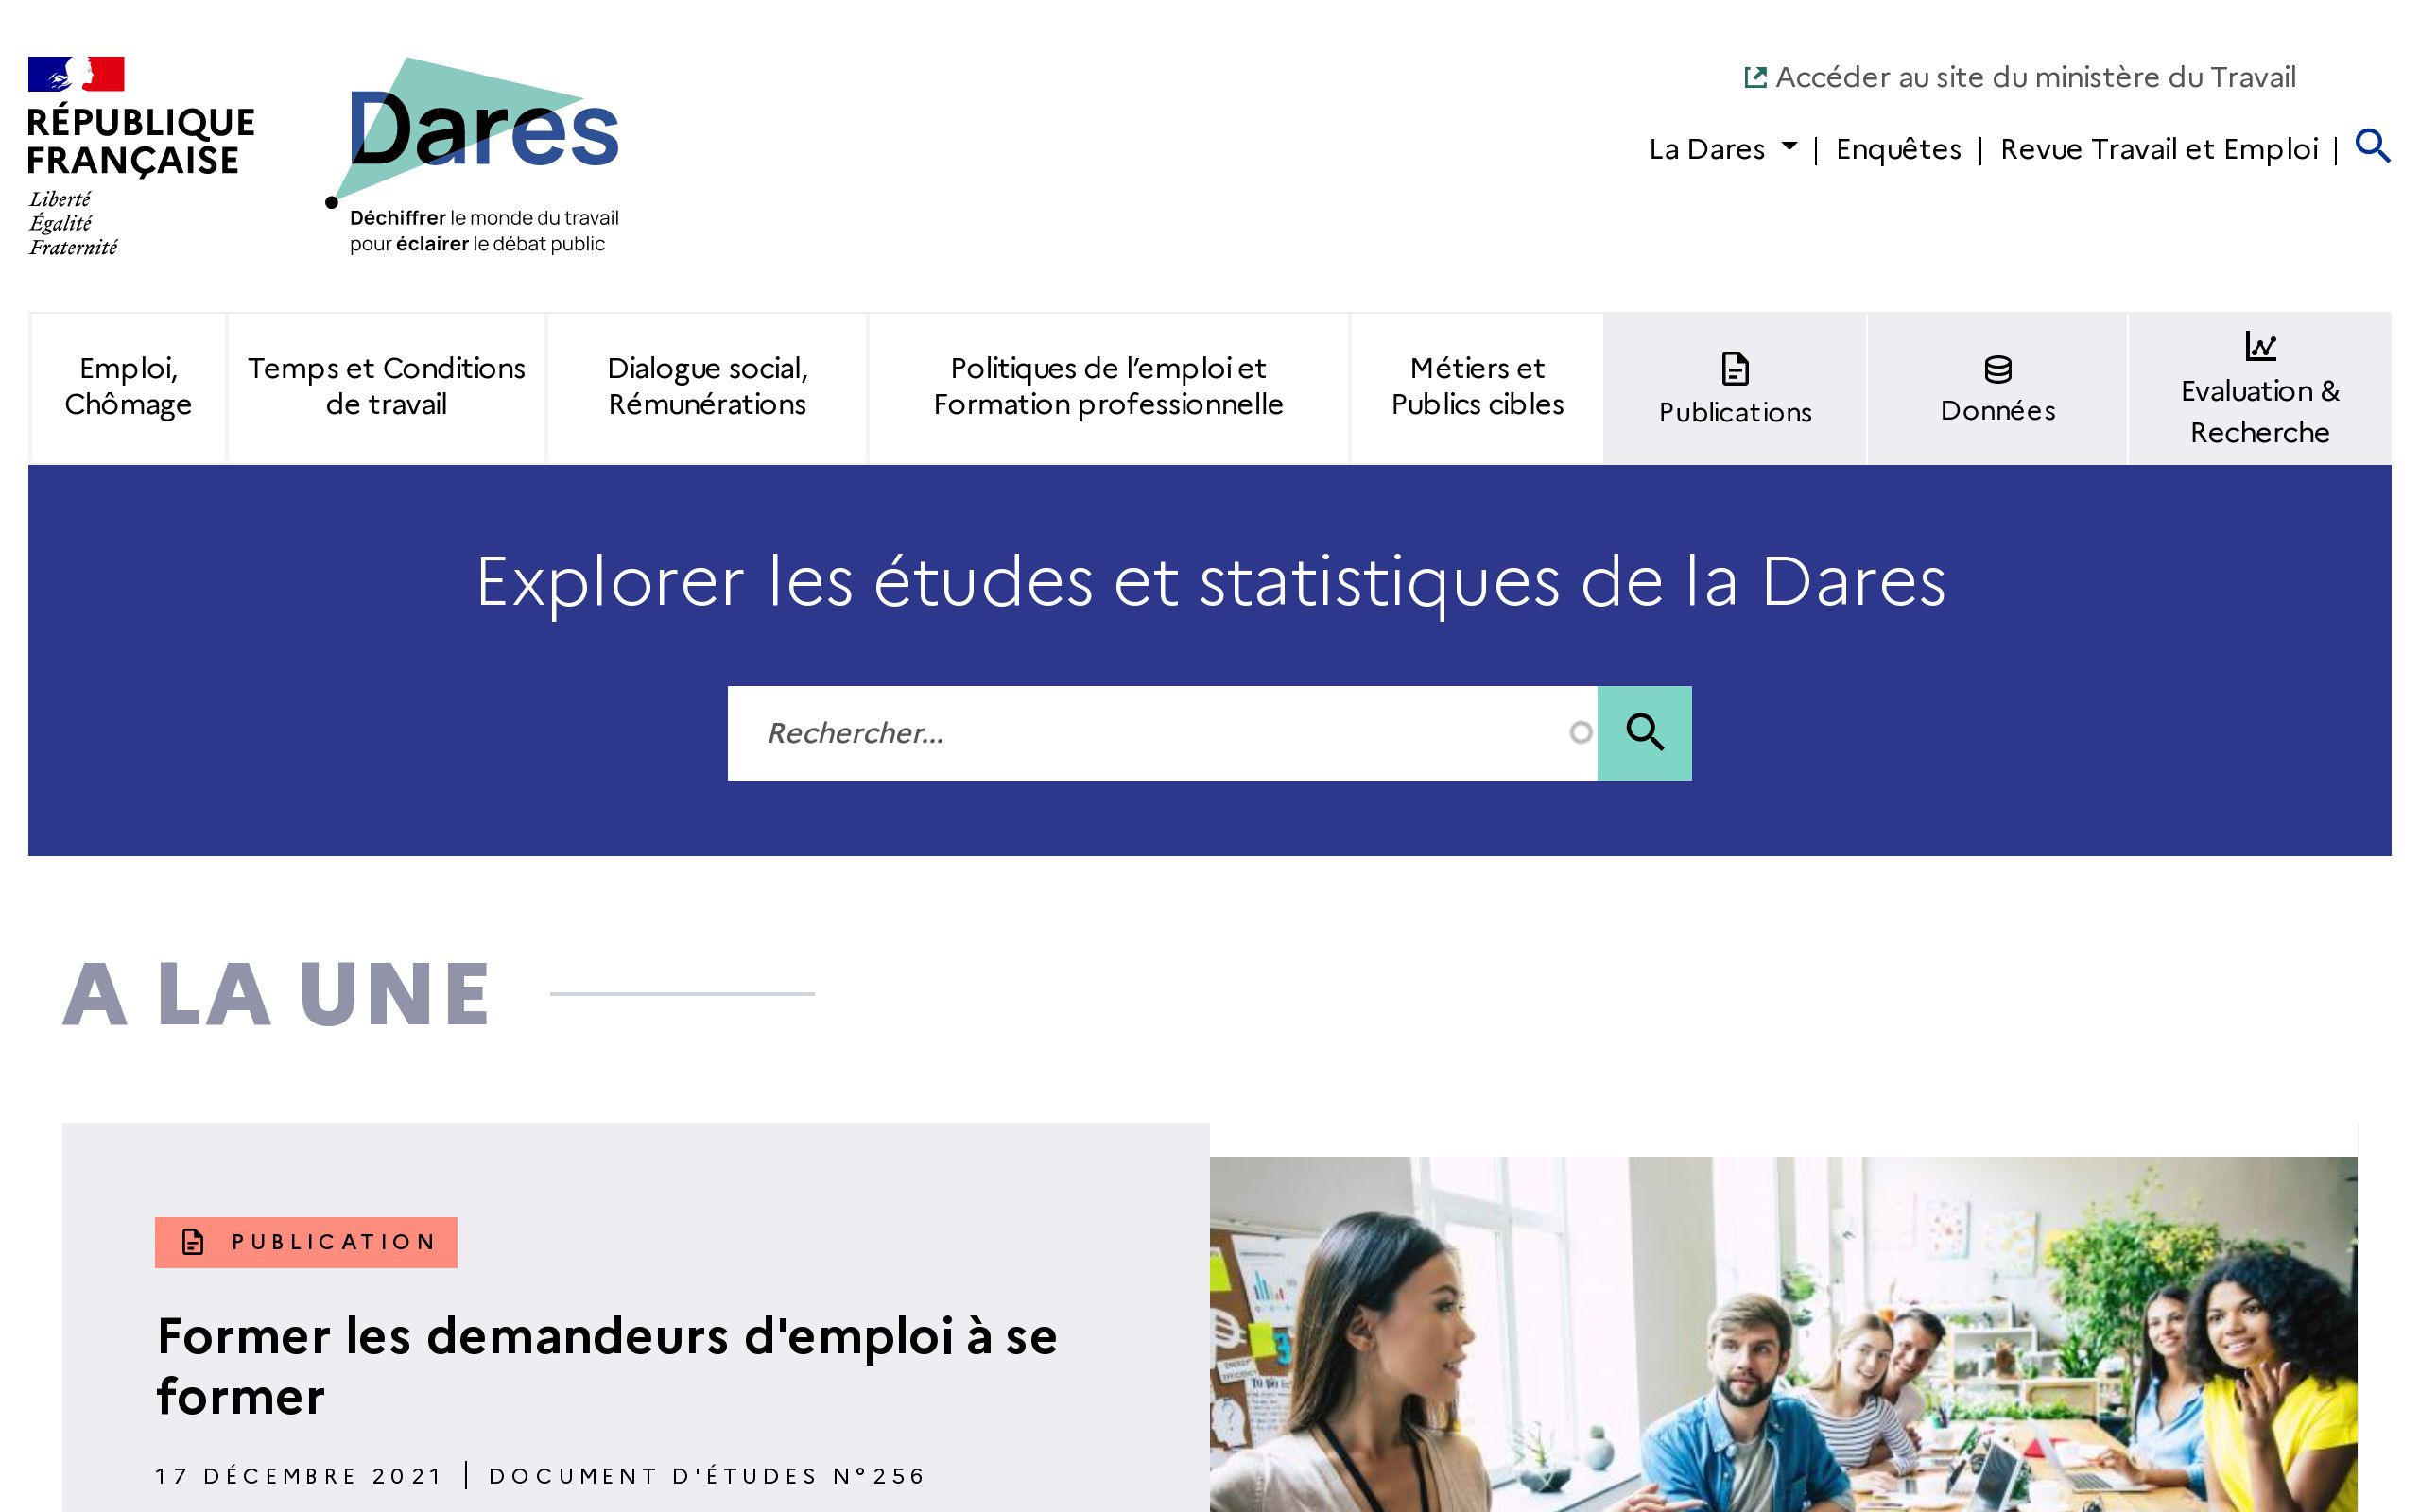 RÉPUBLIQUE
FRANÇAISE
Liberté
Égalité
Fraternité
Dares
Déchiffrer le monde du travail
pour éclairer le débat public
Accéder au site du ministère du Travail
La Dares | Enquêtes | Revue Travail et Emploi |
Emploi,
Chômage
Temps et Conditions
de travail
Dialogue social,
Rémunérations
Politiques de l’emploi et
Formation professionnelle
Métiers et
Publics cibles
Publications
Données
Evaluation &
Recherche
Explorer les études et statistiques de la Dares
Rechercher...
A LA UNE
PUBLICATION
Former les demandeurs d'emploi à se
former
17 DÉCEMBRE 2021 | DOCUMENT D'ÉTUDES N°256